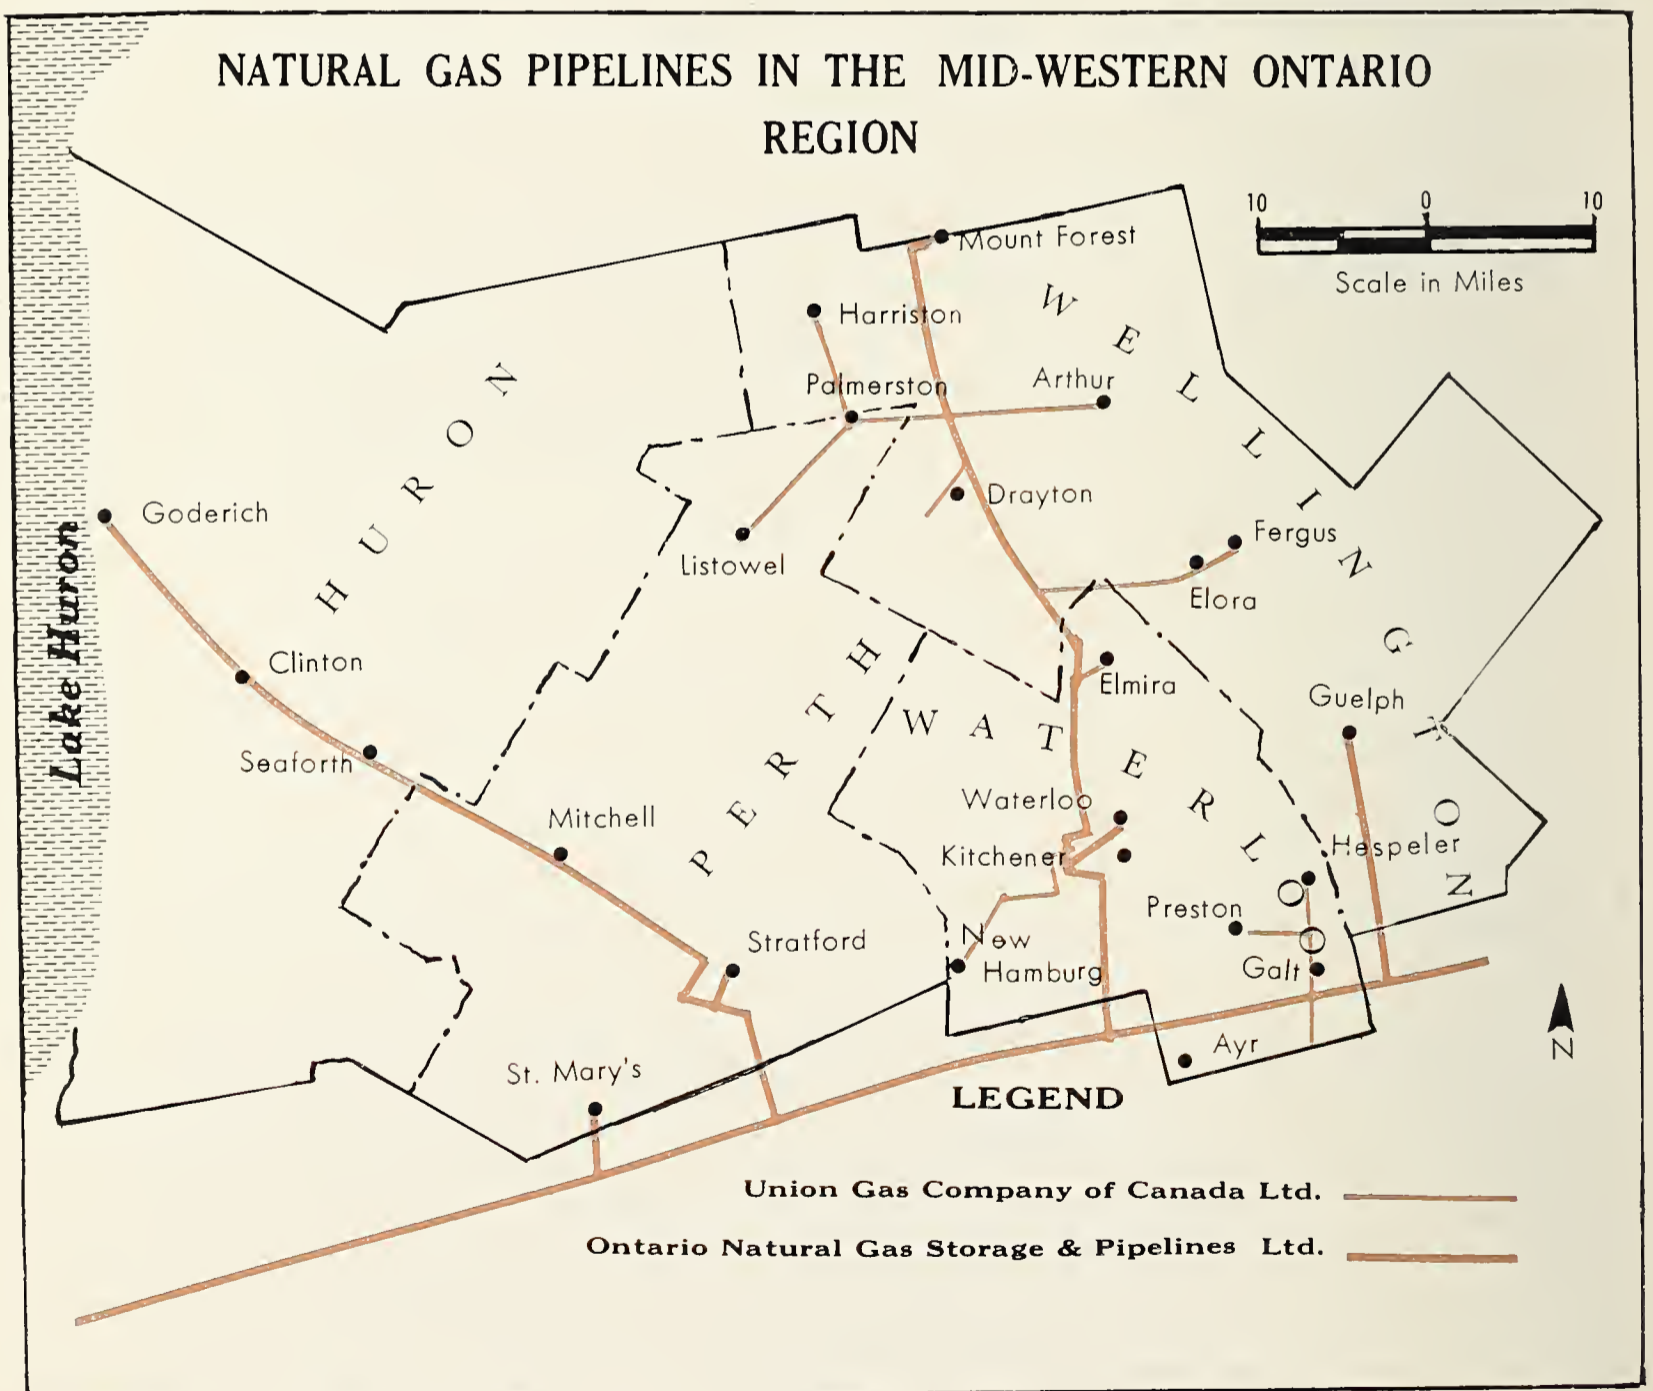 NATURAL GAS PIPELINES IN THE MID-WESTERN ONTARIO
REGION
10 0 10
Scale in Miles
Mount Forest
Harriston
Palmerston
Arthur
WELLINGTON
HURON
Goderich
Drayton
Fergus
Listowel
Elora
Lake Huron
Clinton
Elmira
PERTH
Guelph
WATERLOO
Seaforth
Mitchell
Waterloo
Kitchener
Hespeler
Preston
Stratford
New
Hamburg
Galt
St. Mary's
Ayr
N
LEGEND
Union Gas Company of Canada Ltd.
Ontario Natural Gas Storage & Pipelines Ltd.